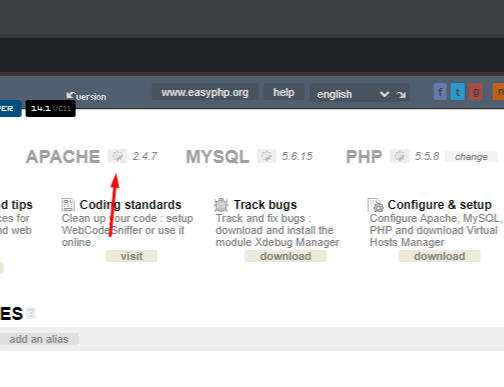 version
www.easyphp.org help english
f t g
14.1 VC11
APACHE 2.4.7 MYSQL 5.6.15 PHP 5.5.8 change
d tips Coding standards Track bugs Configure & setup
ces for Clean up your code : setup Track and fix bugs : Configure Apache, MySQL,
nd web WebCodeSniffer or use it download and install the PHP and download Virtual
online. module Xdebug Manager Hosts Manager
visit download download
ES ?
add an alias